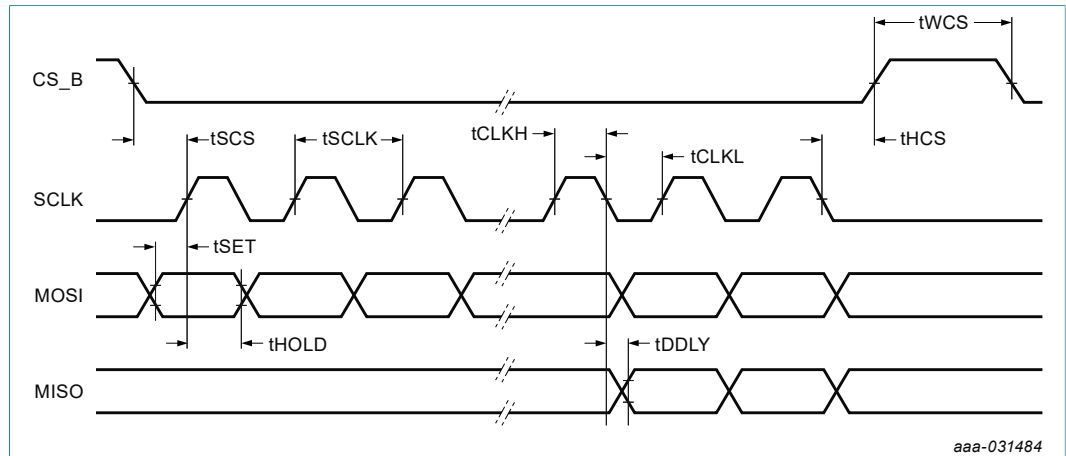 tWCS
CS_B
tSCS
tSCLK
tCLKH
tHCS
tCLKL
SCLK
tSET
MOSI
tHOLD
tDDLY
MISO
aaa-031484